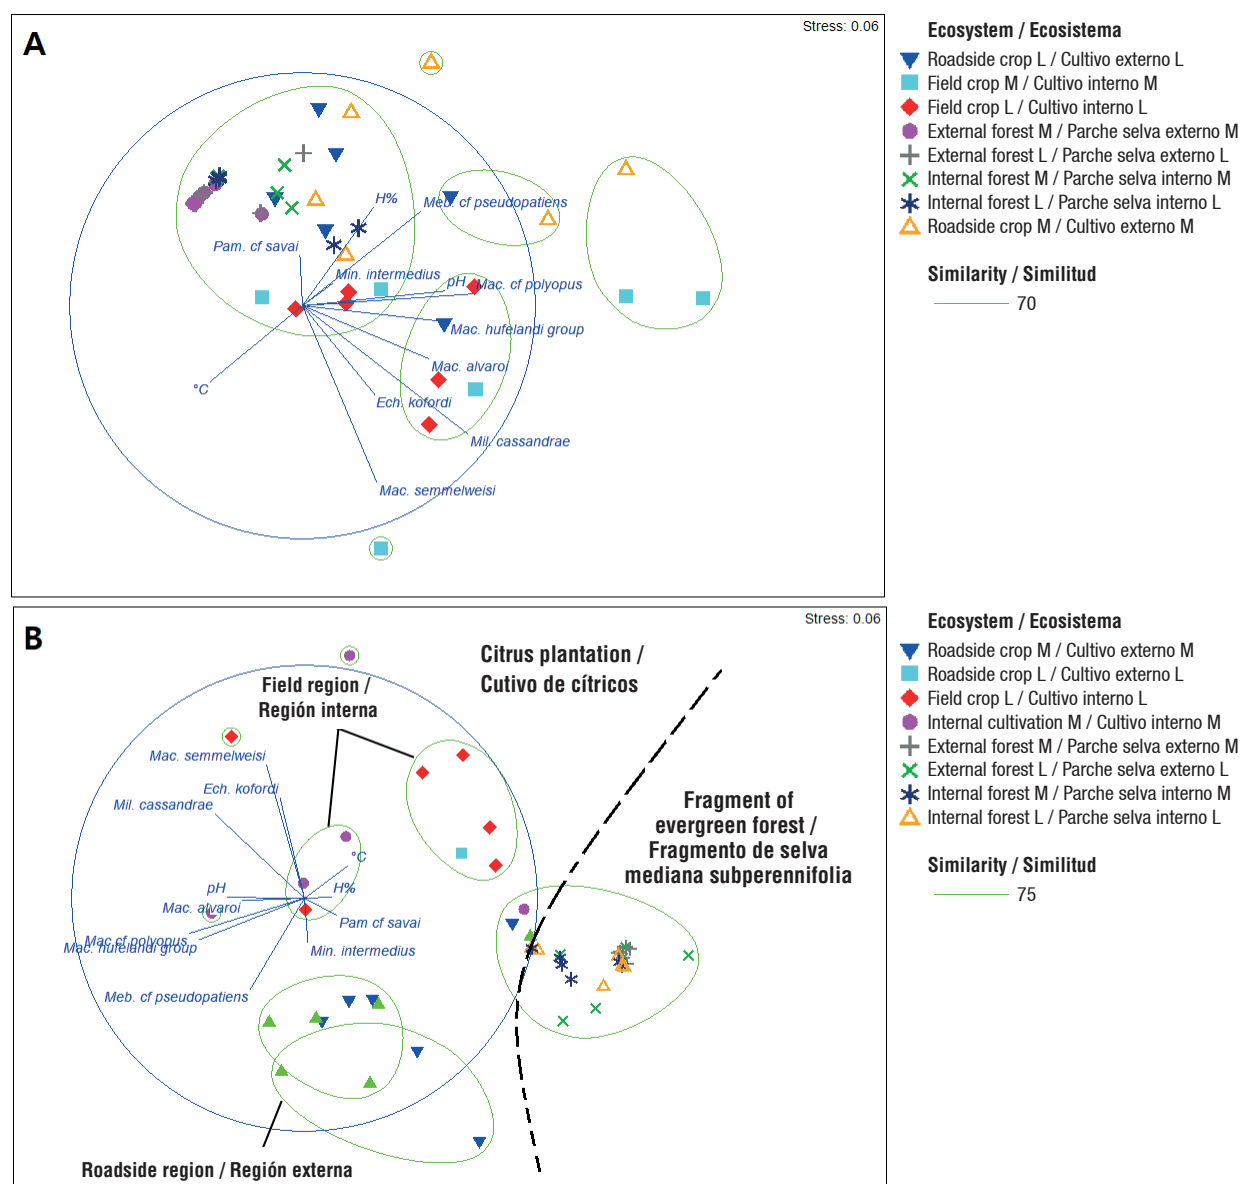 A
Stress: 0.06
H%
Meb. cf pseudopatiens
Pam. cf savai
Min. intermedius
pH
Mac. cf polyopus
Mac. hufelandi group
Mac. alvaroi
°C
Ech. kofordi
Mil. cassandrae
Mac. semmelweisi
Ecosystem / Ecosistema
Roadside crop L / Cultivo externo L
Field crop M / Cultivo interno M
Field crop L / Cultivo interno L
External forest M / Parche selva externo M
External forest L / Parche selva externo L
Internal forest M / Parche selva interno M
Internal forest L / Parche selva interno L
Roadside crop M / Cultivo externo M
Similarity / Similitud
70
B
Stress: 0.06
Citrus plantation /
Cutivo de cítricos
Field region /
Región interna
Mac. semmelweisi
Ech. kofordi
Mil. cassandrae
Fragment of
evergreen forest /
Fragmento de selva
mediana subperennifolia
°C
pH
H%
Mac. alvaroi
Pam cf savai
Mac cf polyopus
Mac. hufelandi group
Min. intermedius
Meb. cf pseudopatiens
Roadside region / Región externa
Ecosystem / Ecosistema
Roadside crop M / Cultivo externo M
Roadside crop L / Cultivo externo L
Field crop L / Cultivo interno L
Internal cultivation M / Cultivo interno M
External forest M / Parche selva externo M
External forest L / Parche selva externo L
Internal forest M / Parche selva interno M
Internal forest L / Parche selva interno L
Similarity / Similitud
75